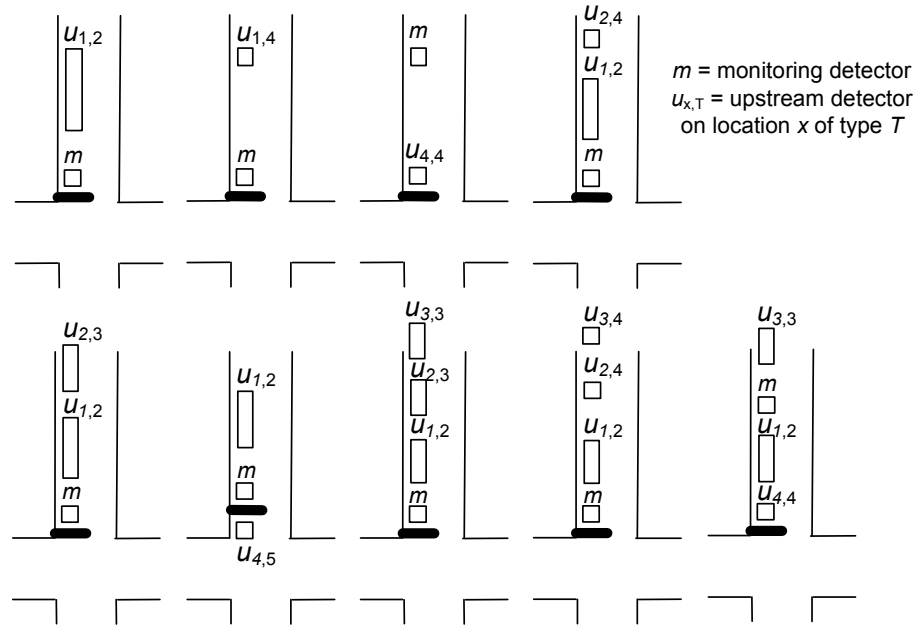 u1,2
m
u1,4
m
m
u4,4
u2,4
u1,2
m
m = monitoring detector
ux,T = upstream detector
on location x of type T
u2,3
u1,2
m
u1,2
m
u4,5
u3,3
u2,3
u1,2
m
u3,4
u2,4
u1,2
m
u3,3
m
u1,2
u4,4